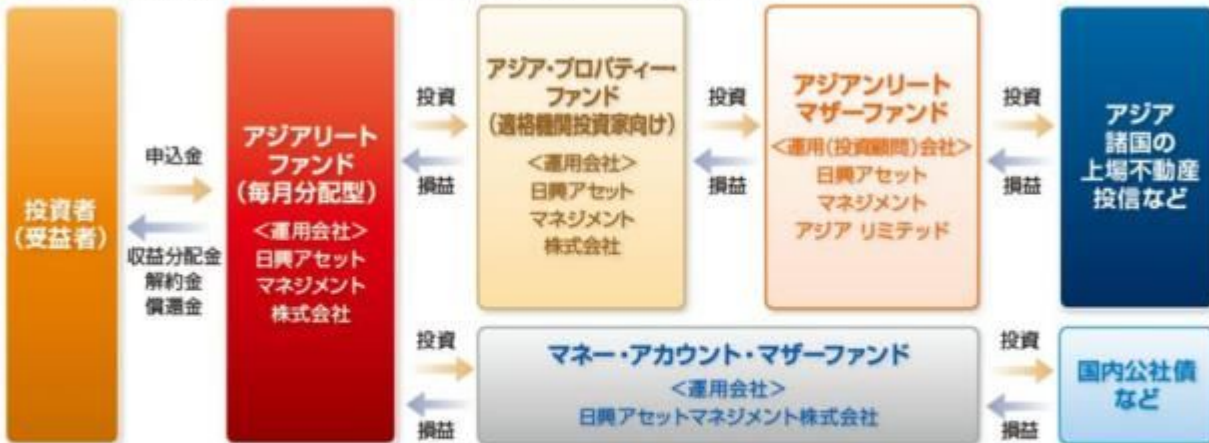 投資者
(受益者)
申込金
収益分配金
解約金
償還金
アジアリート
ファンド
(毎月分配型)
<運用会社>
日興アセット
マネジメント
株式会社
投資
損益
アジア・プロパティー・
ファンド
(適格機関投資家向け)
<運用会社>
日興アセット
マネジメント
株式会社
投資
損益
アジアンリート
マザーファンド
<運用(投資顧問)会社>
日興アセット
マネジメント
アジア リミテッド
投資
損益
アジア
諸国の
上場不動産
投信など
投資
損益
マネー・アカウント・マザーファンド
<運用会社>
日興アセットマネジメント株式会社
投資
損益
国内公社債
など